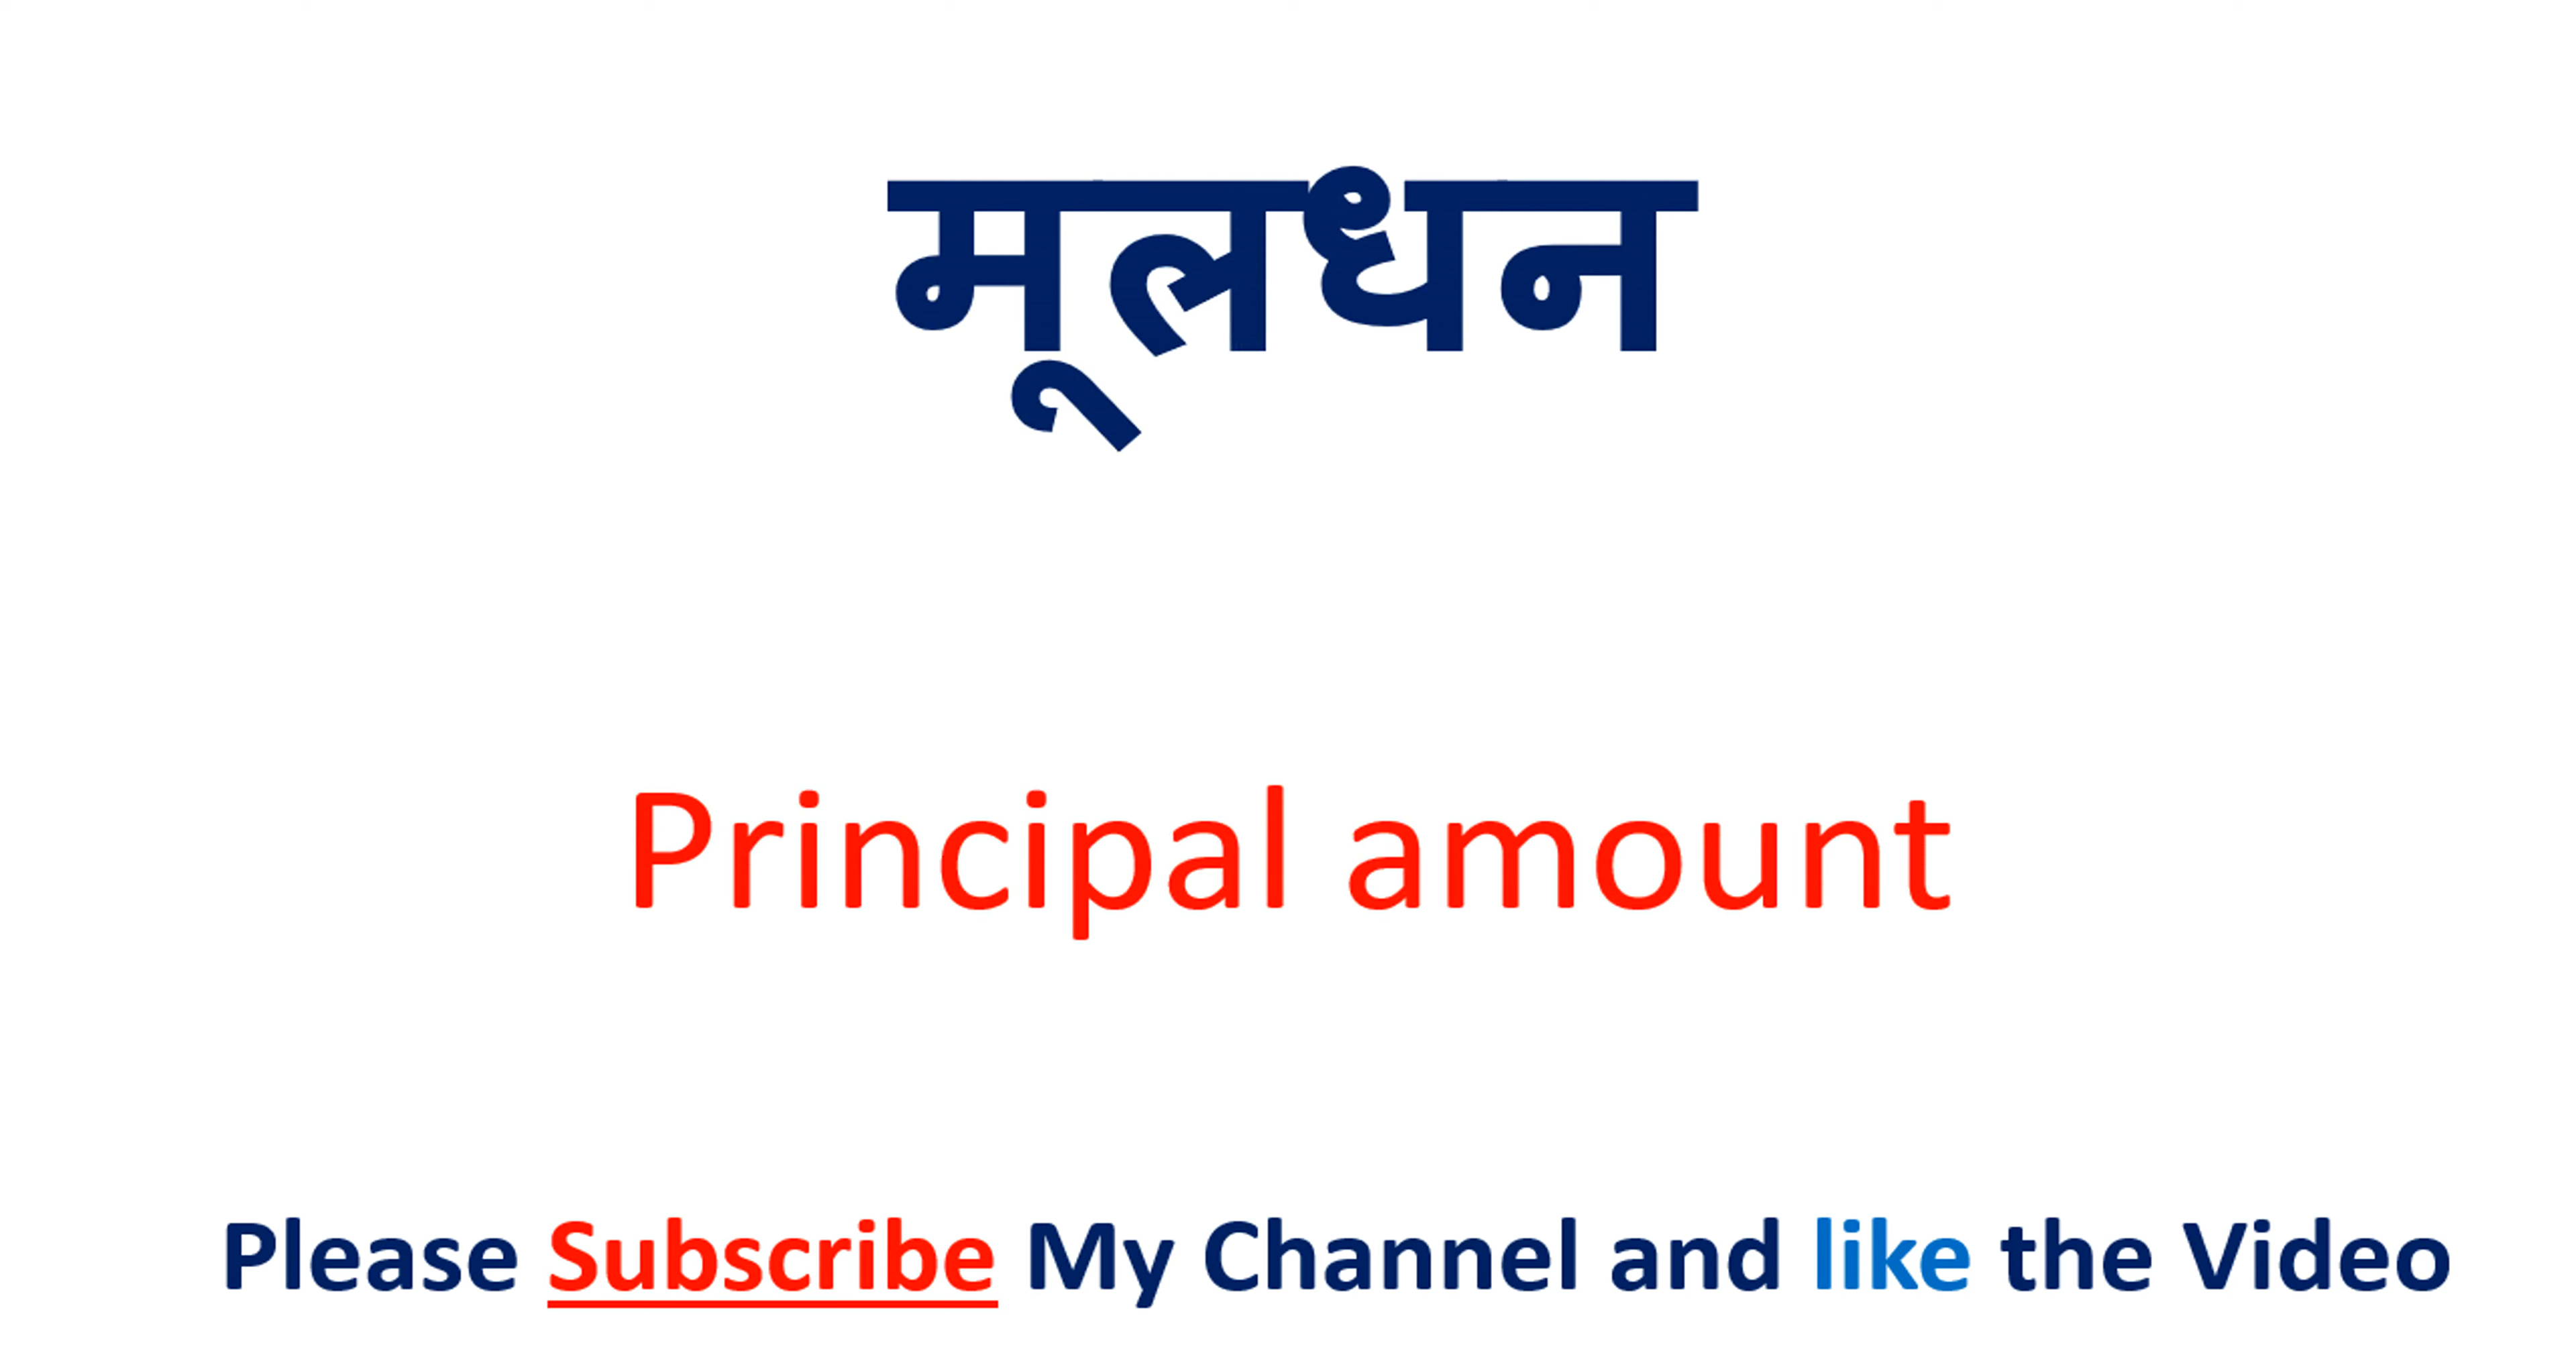 मूलधन
Principal amount
Please Subscribe My Channel and like the Video